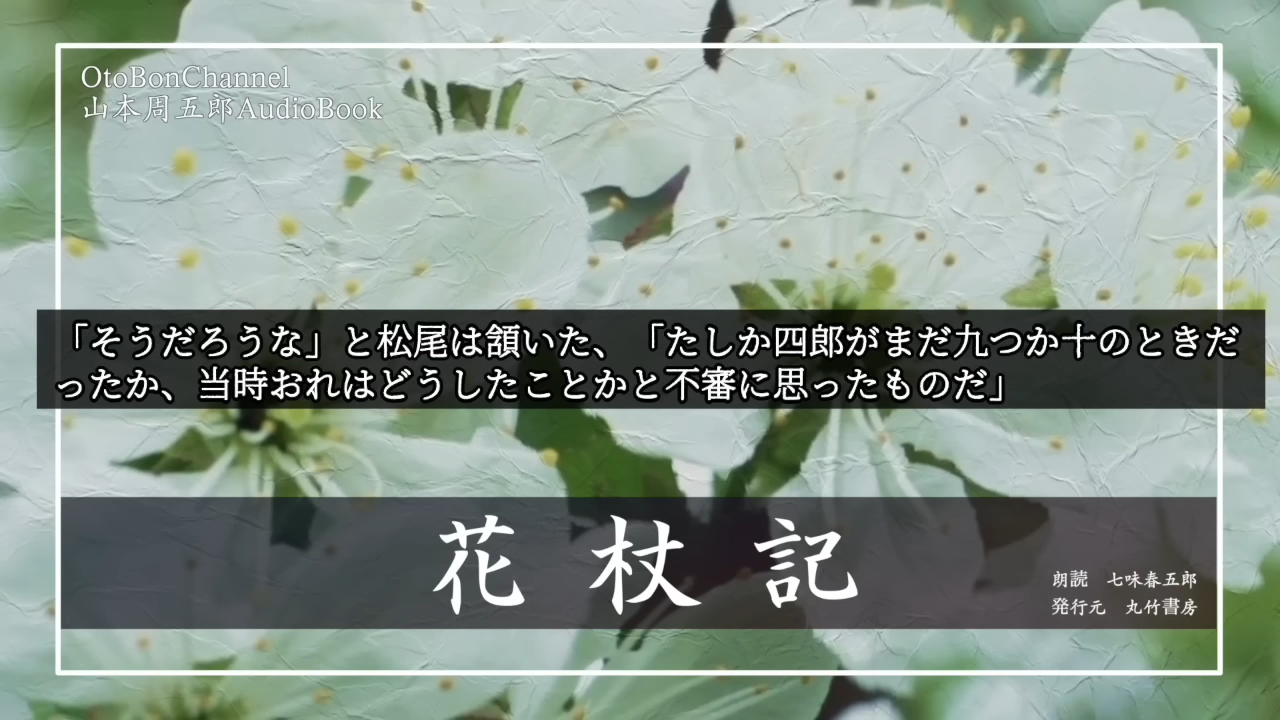 OtoBonChannel
山本周五郎AudioBook
「そうだろうな」と松尾は頷いた、「たしか四郎がまだ九つか十のときだ
ったか、当時おれはどうしたことかと不審に思ったものだ」
花杖記
朗読　七味春五郎
発行元　丸竹書房